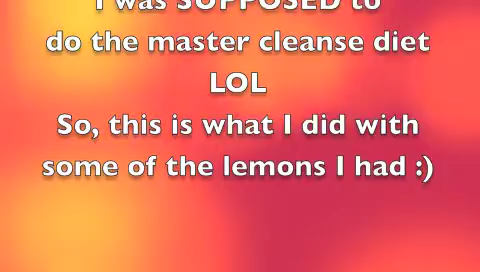 I was SUPPOSED to
do the master cleanse diet
LOL
So, this is what I did with
some of the lemons I had :)